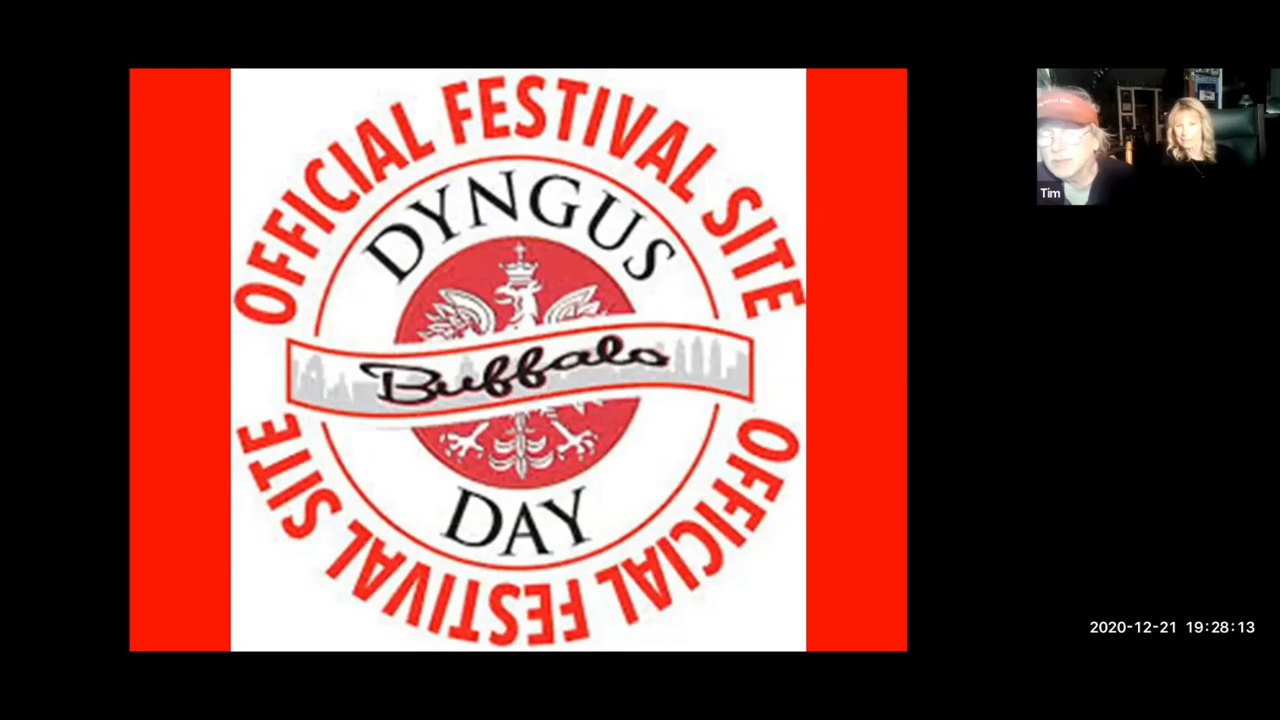 OFFICIAL FESTIVAL SITE
DYNGUS
Buffalo
DAY
OFFICIAL FESTIVAL SITE
Tim
2020-12-21 19:28:13